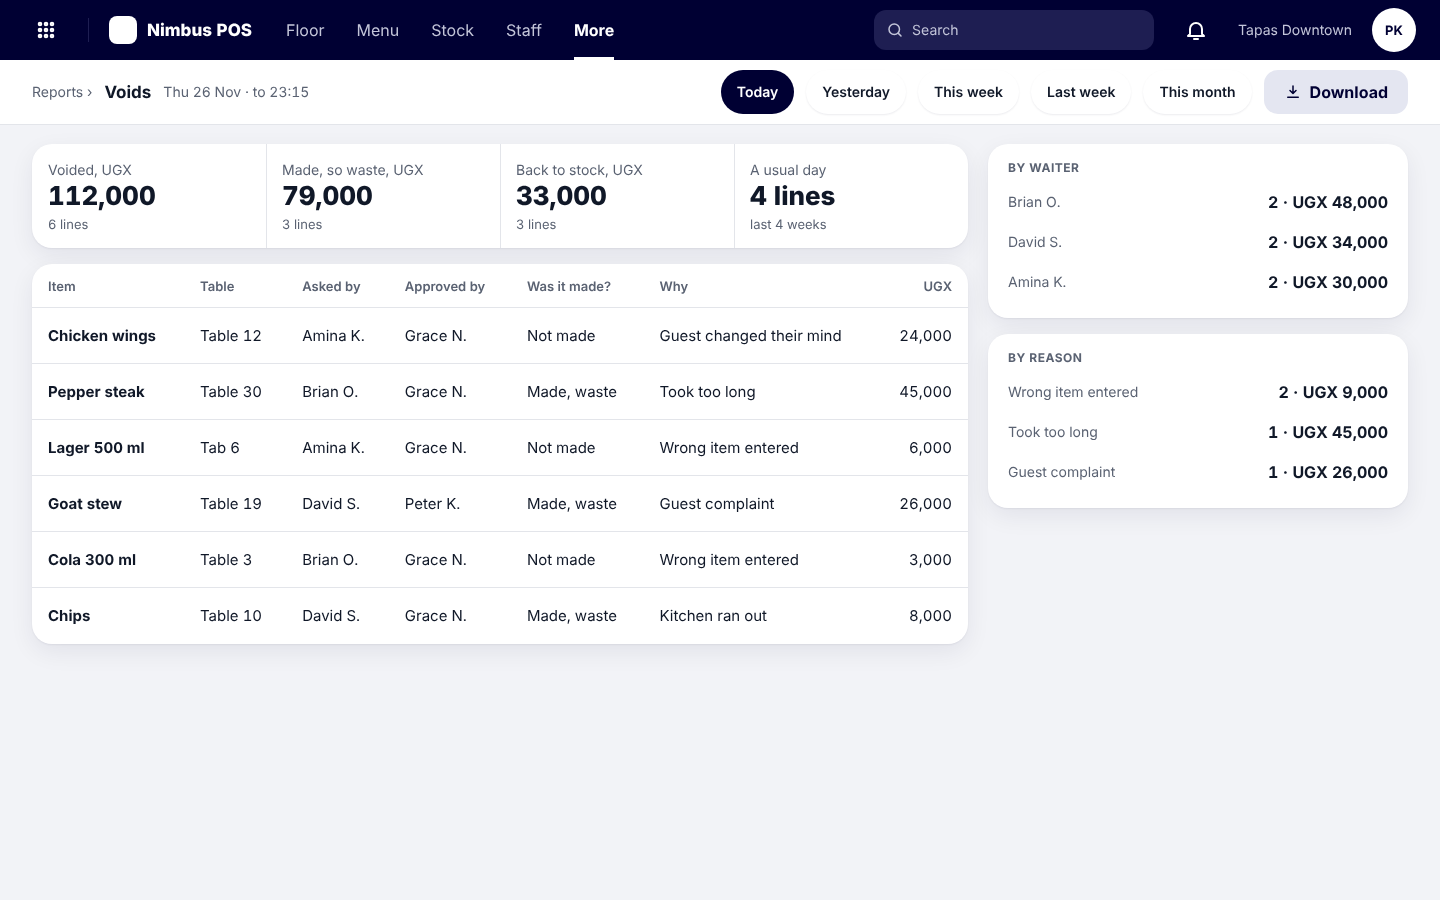 Nimbus POS Floor Menu Stock Staff More Search Tapas Downtown PK
Reports › Voids Thu 26 Nov · to 23:15 Today Yesterday This week Last week This month Download
Voided, UGX
112,000
6 lines
Made, so waste, UGX
79,000
3 lines
Back to stock, UGX
33,000
3 lines
A usual day
4 lines
last 4 weeks
Item Table Asked by Approved by Was it made? Why UGX
Chicken wings Table 12 Amina K. Grace N. Not made Guest changed their mind 24,000
Pepper steak Table 30 Brian O. Grace N. Made, waste Took too long 45,000
Lager 500 ml Tab 6 Amina K. Grace N. Not made Wrong item entered 6,000
Goat stew Table 19 David S. Peter K. Made, waste Guest complaint 26,000
Cola 300 ml Table 3 Brian O. Grace N. Not made Wrong item entered 3,000
Chips Table 10 David S. Grace N. Made, waste Kitchen ran out 8,000
BY WAITER
Brian O. 2 · UGX 48,000
David S. 2 · UGX 34,000
Amina K. 2 · UGX 30,000
BY REASON
Wrong item entered 2 · UGX 9,000
Took too long 1 · UGX 45,000
Guest complaint 1 · UGX 26,000